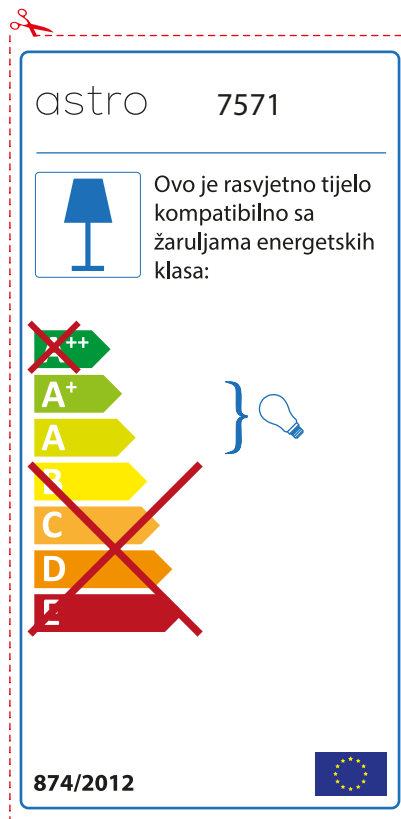 astro 7571
Ovo je rasvjetno tijelo
kompatibilno sa
žaruljama energetskih
klasa:
A++
A+
A
B
C
D
E
874/2012